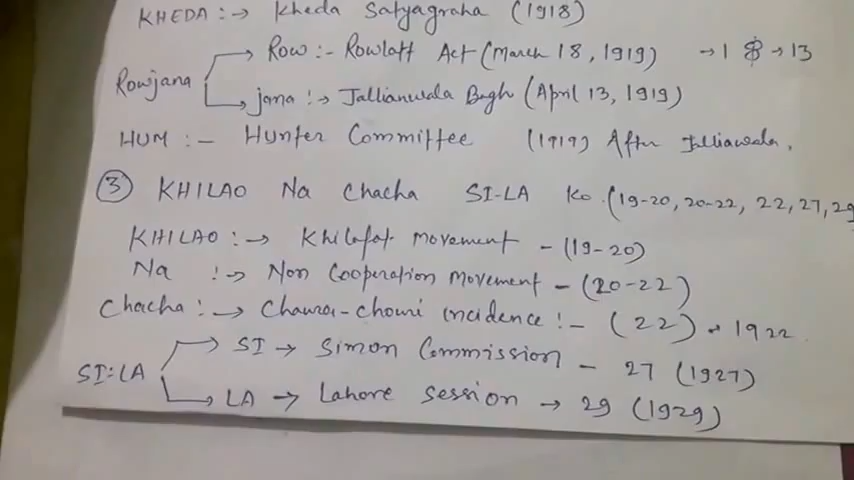 KHEDA :→ Kheda Satyagraha (1918)
Row :- Rowlatt Act (March 18, 1919) → 1 8 → 13
Rowjana
jana :→ Jallianwala Bagh (April 13, 1919)
HUM :- Hunter Committee (1919) After Jalliawala.
③ KHILAO Na Chacha SI-LA Ko (19-20, 20-22, 22, 27, 29
KHILAO :→ Khilafat movement - (19-20)
Na :→ Non Cooperation Movement - (20-22)
Chacha :→ Chaura-Chouri incidence :- (22) → 1922
SI → Simon Commission - 27 (1927)
SI:LA
LA → Lahore session → 29 (1929)